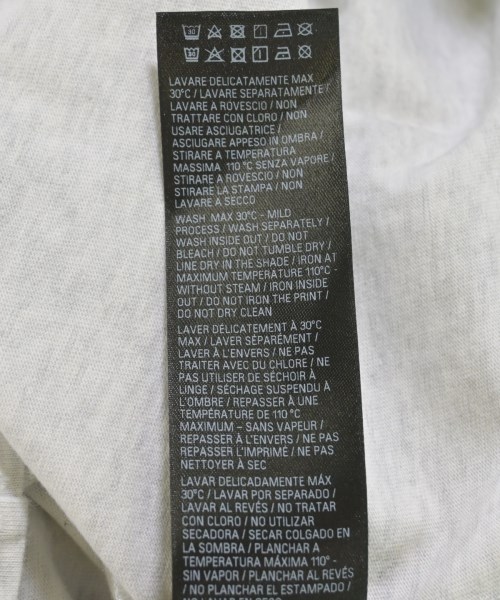 LAVARE DELICATAMENTE MAX
30°C / LAVARE SEPARATAMENTE /
LAVARE A ROVESCIO / NON
TRATTARE CON CLORO / NON
USARE ASCIUGATRICE /
ASCIUGARE APPESO IN OMBRA /
STIRARE A TEMPERATURA
MASSIMA 110 °C SENZA VAPORE /
STIRARE A ROVESCIO / NON
STIRARE LA STAMPA / NON
LAVARE A SECCO
WASH MAX 30°C - MILD
PROCESS / WASH SEPARATELY /
WASH INSIDE OUT / DO NOT
BLEACH / DO NOT TUMBLE DRY /
LINE DRY IN THE SHADE / IRON AT
MAXIMUM TEMPERATURE 110°C -
WITHOUT STEAM / IRON INSIDE
OUT / DO NOT IRON THE PRINT /
DO NOT DRY CLEAN
LAVER DÉLICATEMENT À 30°C
MAX / LAVER SÉPARÉMENT /
LAVER À L'ENVERS / NE PAS
TRAITER AVEC DU CHLORE / NE
PAS UTILISER DE SÉCHOIR À
LINGE / SÉCHAGE SUSPENDU À
L'OMBRE / REPASSER À UNE
TEMPÉRATURE DE 110 °C
MAXIMUM – SANS VAPEUR /
REPASSER À L'ENVERS / NE PAS
REPASSER L'IMPRIMÉ / NE PAS
NETTOYER À SEC
LAVAR DELICADAMENTE MÁX
30°C / LAVAR POR SEPARADO /
LAVAR AL REVÉS / NO TRATAR
CON CLORO / NO UTILIZAR
SECADORA / SECAR COLGADO EN
LA SOMBRA / PLANCHAR A
TEMPERATURA MÁXIMA 110° -
SIN VAPOR / PLANCHAR AL REVÉS
/ NO PLANCHAR EL ESTAMPADO /
NO LAVAR EN SECO